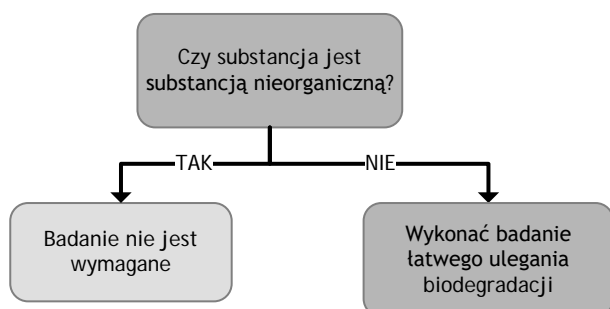 Czy substancja jest
substancją nieorganiczną?
TAK
NIE
Badanie nie jest
wymagane
Wykonać badanie
łatwego ulegania
biodegradacji